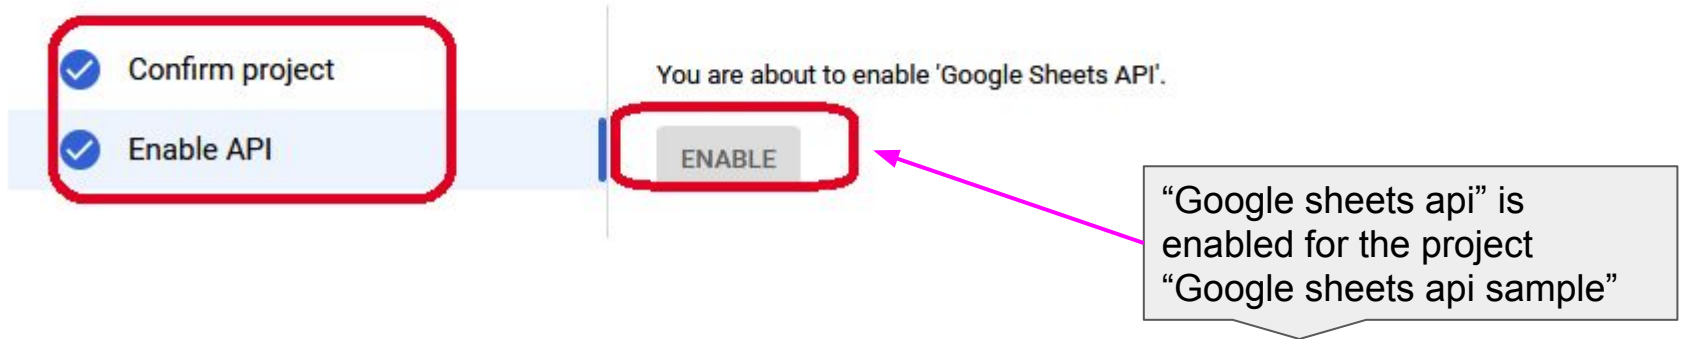 Confirm project
Enable API
You are about to enable 'Google Sheets API'.
ENABLE
“Google sheets api” is
enabled for the project
“Google sheets api sample”